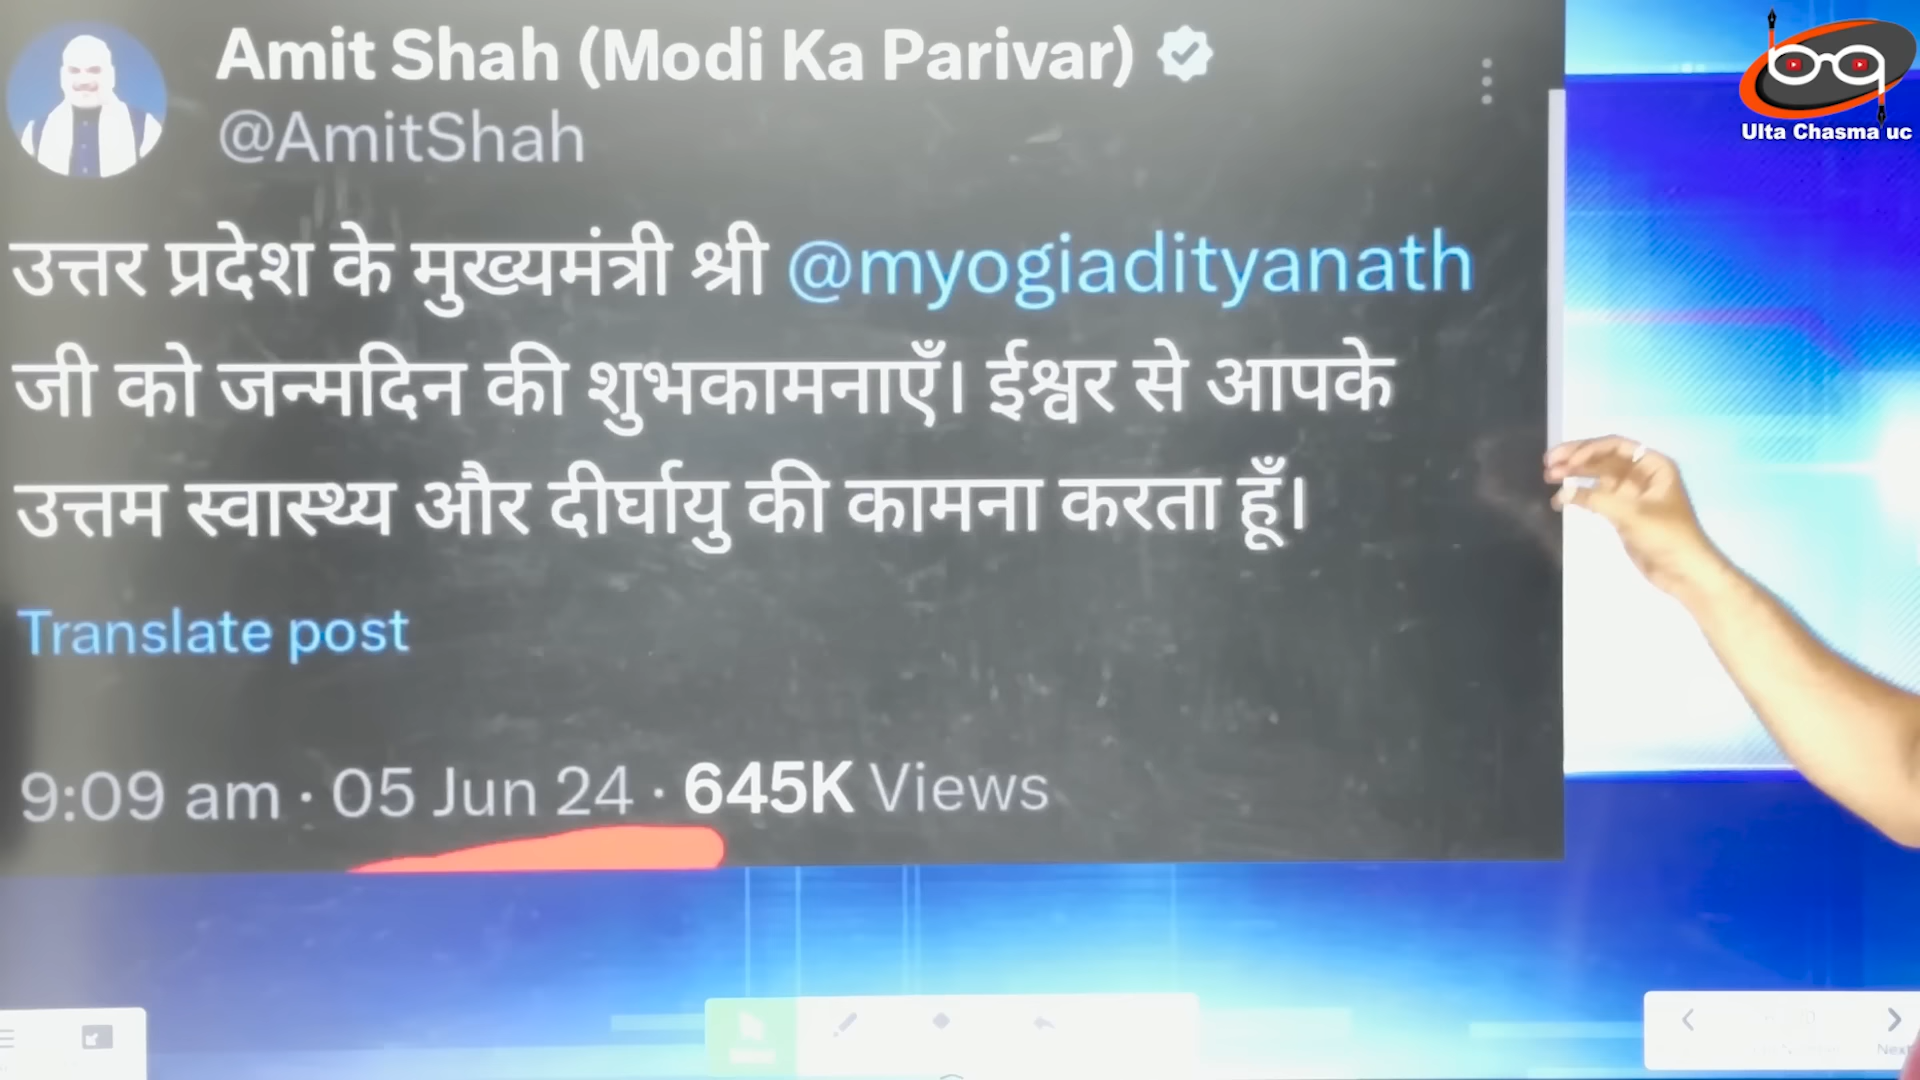 Amit Shah (Modi Ka Parivar)
@AmitShah
उत्तर प्रदेश के मुख्यमंत्री श्री @myogiadityanath
जी को जन्मदिन की शुभकामनाएँ। ईश्वर से आपके
उत्तम स्वास्थ्य और दीर्घायु की कामना करता हूँ।
Translate post
9:09 am · 05 Jun 24 · 645K Views
Ulta Chasma uc
Next